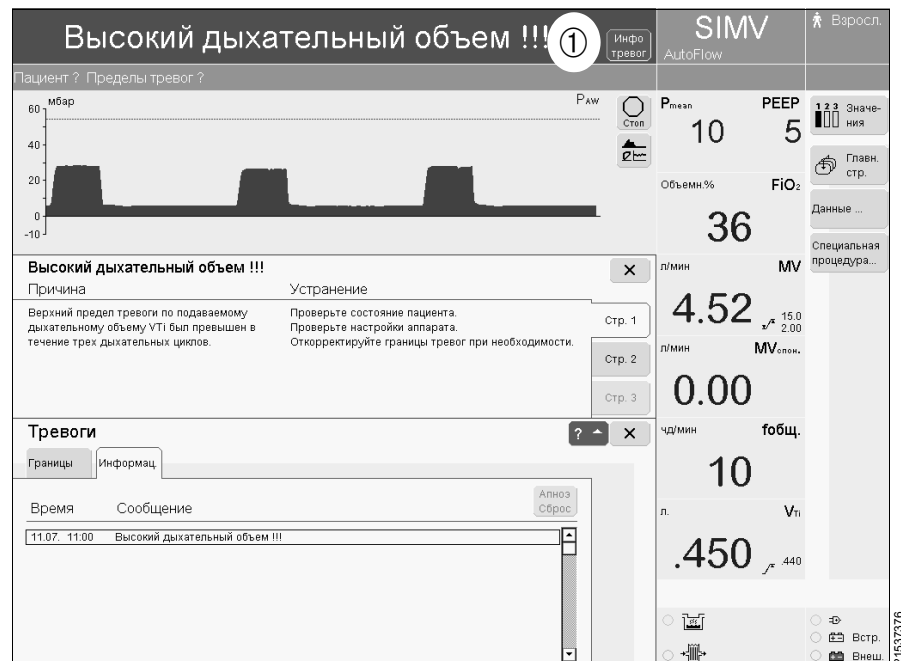 Высокий дыхательный объем !!!
1
Инфо тревог
SIMV
AutoFlow
Взросл.
Пациент ? Пределы тревог ?
60 мбар
PAW
40
20
0
-10
Стоп
Pmean
10
PEEP
5
Объемн.%
FiO2
36
1 2 3 Значе-
ния
Главн.
стр.
Данные ...
Специальная
процедура...
Высокий дыхательный объем !!!
Причина
Устранение
Верхний предел тревоги по подаваемому
дыхательному объему VTi был превышен в
течение трех дыхательных циклов.
Проверьте состояние пациента.
Проверьте настройки аппарата.
Откорректируйте границы тревог при необходимости.
Стр. 1
Стр. 2
Стр. 3
л/мин
MV
4.52
15.0
2.00
л/мин
MVспон.
0.00
Тревоги
?
Границы
Информац.
Время
Сообщение
Апноэ
Сброс
11.07. 11:00 Высокий дыхательный объем !!!
чд/мин
fобщ.
10
л.
VTi
.450
.440
Встр.
Внеш.
21537376